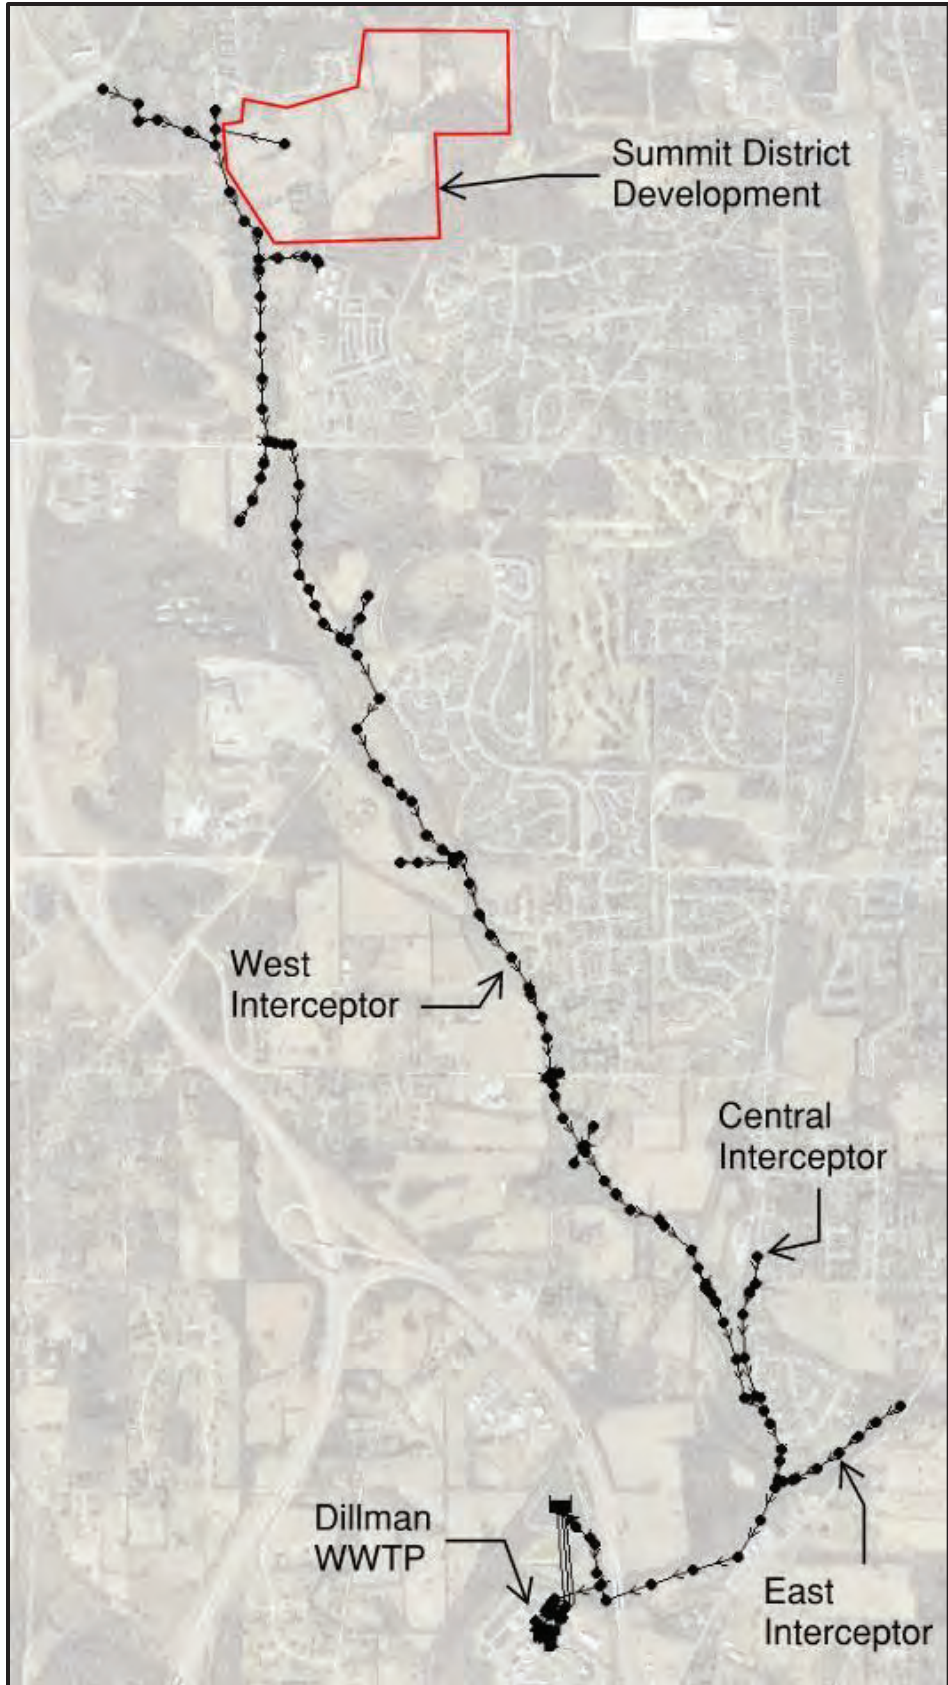 Summit District
Development
West
Interceptor
Central
Interceptor
Dillman
WWTP
East
Interceptor